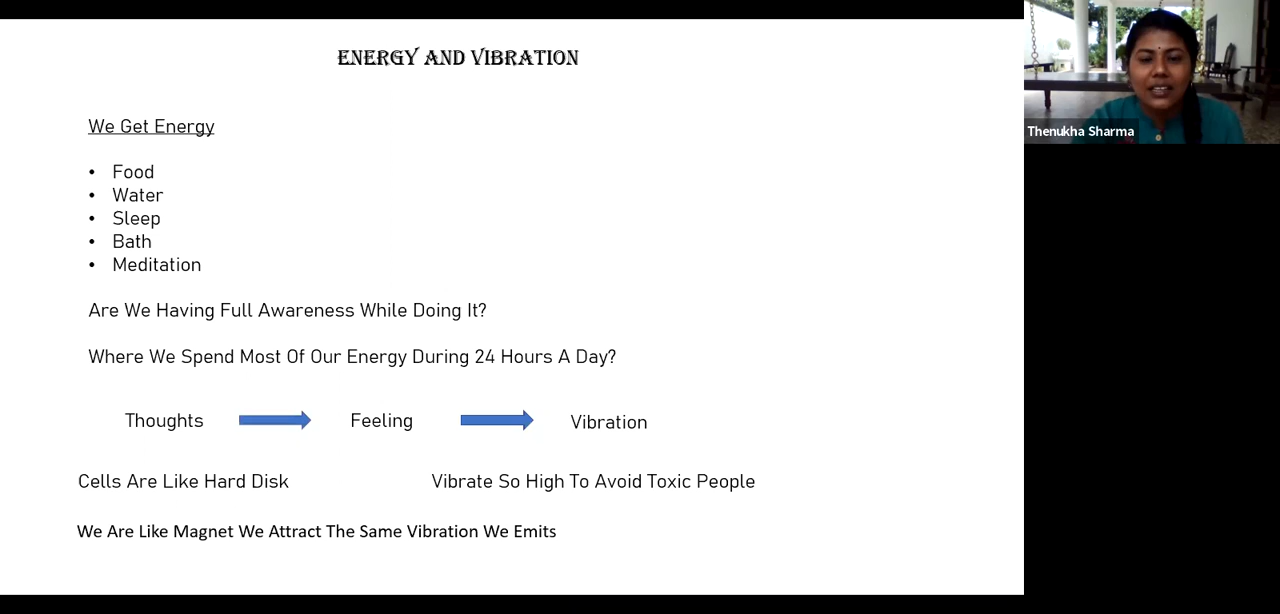 ENERGY AND VIBRATION
We Get Energy
• Food
• Water
• Sleep
• Bath
• Meditation
Are We Having Full Awareness While Doing It?
Where We Spend Most Of Our Energy During 24 Hours A Day?
Thoughts Feeling Vibration
Cells Are Like Hard Disk Vibrate So High To Avoid Toxic People
We Are Like Magnet We Attract The Same Vibration We Emits
Thenukha Sharma